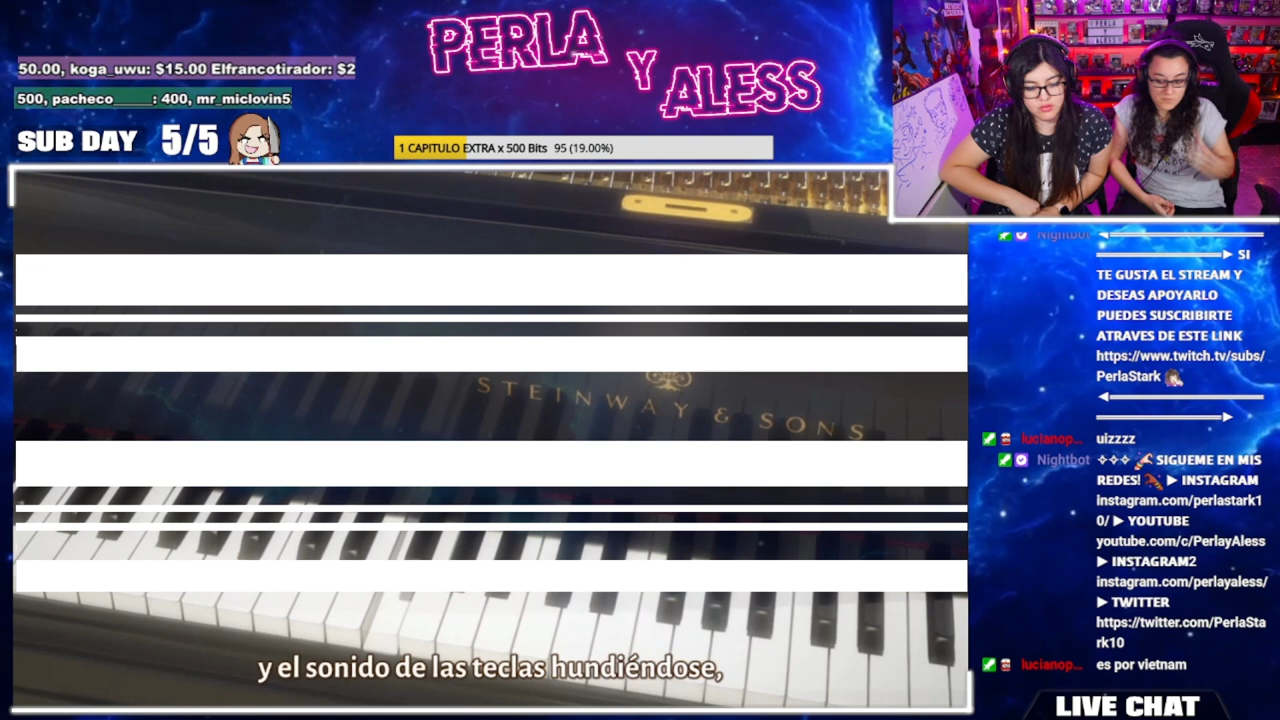 50.00, koga_uwu: $15.00 Elfrancotirador: $2
500, pacheco____: 400, mr_miclovin5
SUB DAY 5/5
PERLA
Y
ALESS
1 CAPITULO EXTRA x 500 Bits 95 (19.00%)
STEINWAY & SONS
y el sonido de las teclas hundiéndose,
Nightbot
SI
TE GUSTA EL STREAM Y
DESEAS APOYARLO
PUEDES SUSCRIBIRTE
ATRAVES DE ESTE LINK
https://www.twitch.tv/subs/
PerlaStark
lucianop... uizzzz
Nightbot ✧✧✧ SIGUEME EN MIS
REDES! ▶ INSTAGRAM
instagram.com/perlastark1
0/ ▶ YOUTUBE
youtube.com/c/PerlayAless
▶ INSTAGRAM2
instagram.com/perlayaless/
▶ TWITTER
https://twitter.com/PerlaSta
rk10
lucianop... es por vietnam
LIVE CHAT